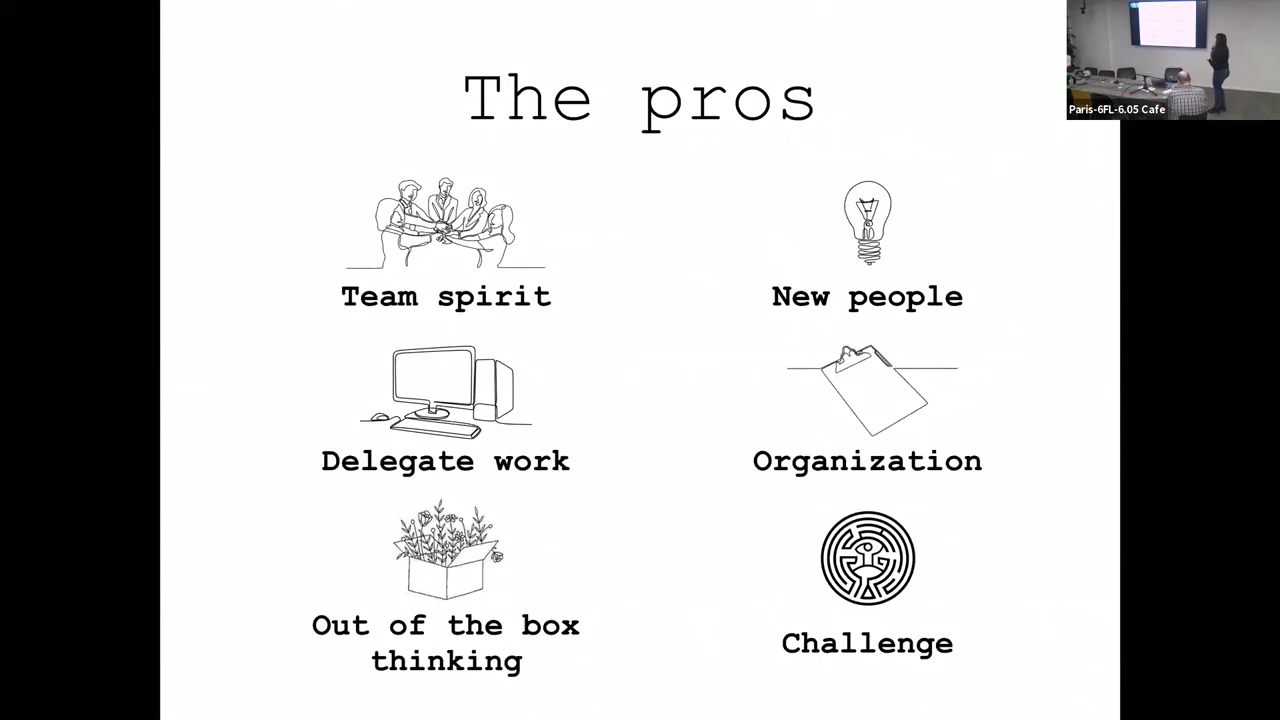 The pros
Paris-6FL-6.05 Cafe
Team spirit
New people
Delegate work
Organization
Out of the box
thinking
Challenge